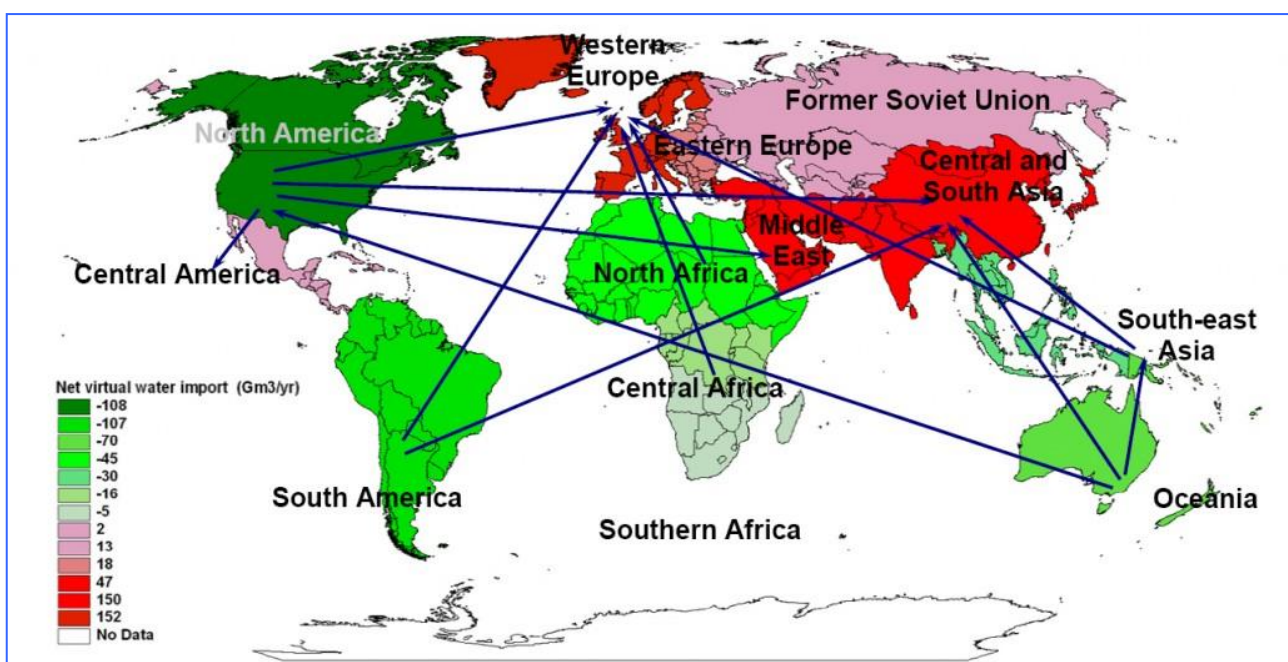 Western
Europe
Former Soviet Union
North America
Eastern Europe
Central and
South Asia
Middle
East
Central America
North Africa
South-east
Asia
Central Africa
South America
Oceania
Southern Africa
Net virtual water import (Gm3/yr)
-108
-107
-70
-45
-30
-16
-5
2
13
18
47
150
152
No Data